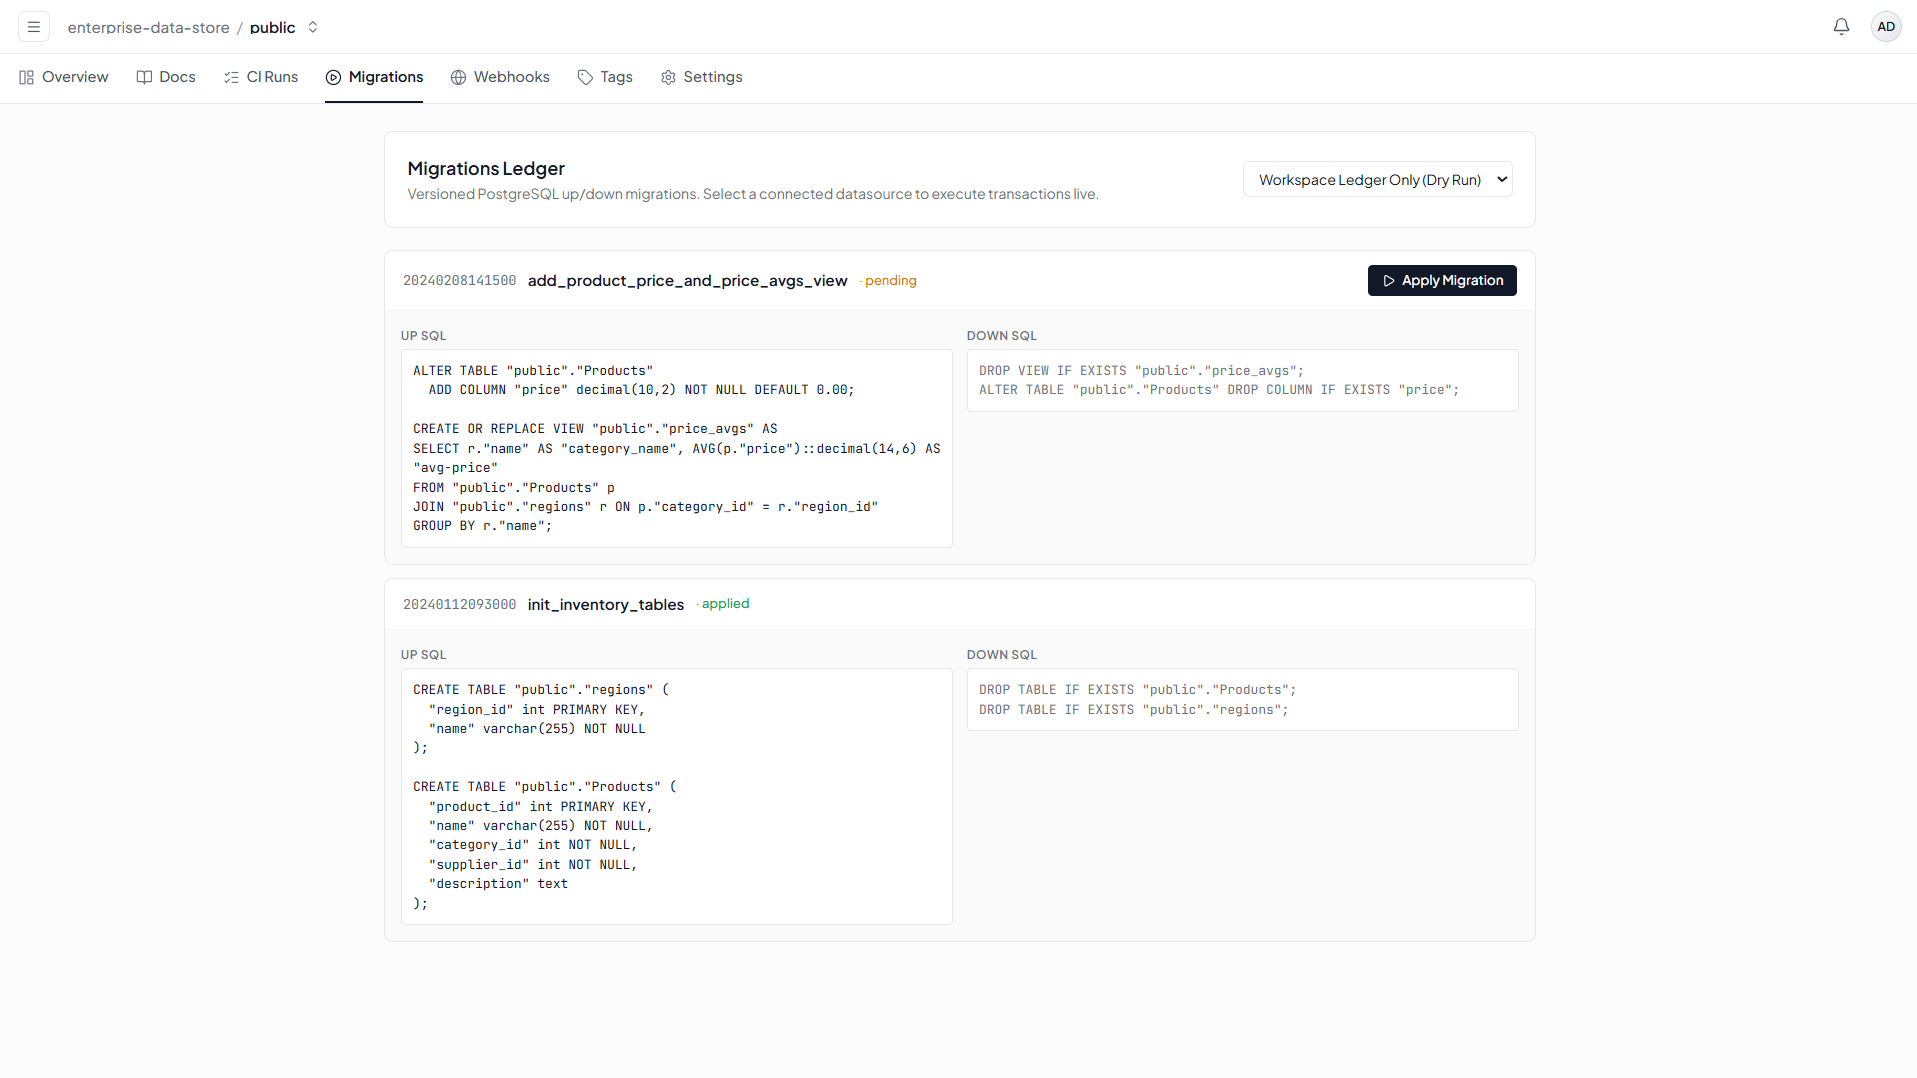 enterprise-data-store / public
AD
Overview
Docs
CI Runs
Migrations
Webhooks
Tags
Settings
Migrations Ledger
Versioned PostgreSQL up/down migrations. Select a connected datasource to execute transactions live.
Workspace Ledger Only (Dry Run)
20240208141500 add_product_price_and_price_avgs_view · pending
Apply Migration
UP SQL
ALTER TABLE "public"."Products"
  ADD COLUMN "price" decimal(10,2) NOT NULL DEFAULT 0.00;
CREATE OR REPLACE VIEW "public"."price_avgs" AS
SELECT r."name" AS "category_name", AVG(p."price")::decimal(14,6) AS
"avg-price"
FROM "public"."Products" p
JOIN "public"."regions" r ON p."category_id" = r."region_id"
GROUP BY r."name";
DOWN SQL
DROP VIEW IF EXISTS "public"."price_avgs";
ALTER TABLE "public"."Products" DROP COLUMN IF EXISTS "price";
20240112093000 init_inventory_tables · applied
UP SQL
CREATE TABLE "public"."regions" (
  "region_id" int PRIMARY KEY,
  "name" varchar(255) NOT NULL
);
CREATE TABLE "public"."Products" (
  "product_id" int PRIMARY KEY,
  "name" varchar(255) NOT NULL,
  "category_id" int NOT NULL,
  "supplier_id" int NOT NULL,
  "description" text
);
DOWN SQL
DROP TABLE IF EXISTS "public"."Products";
DROP TABLE IF EXISTS "public"."regions";